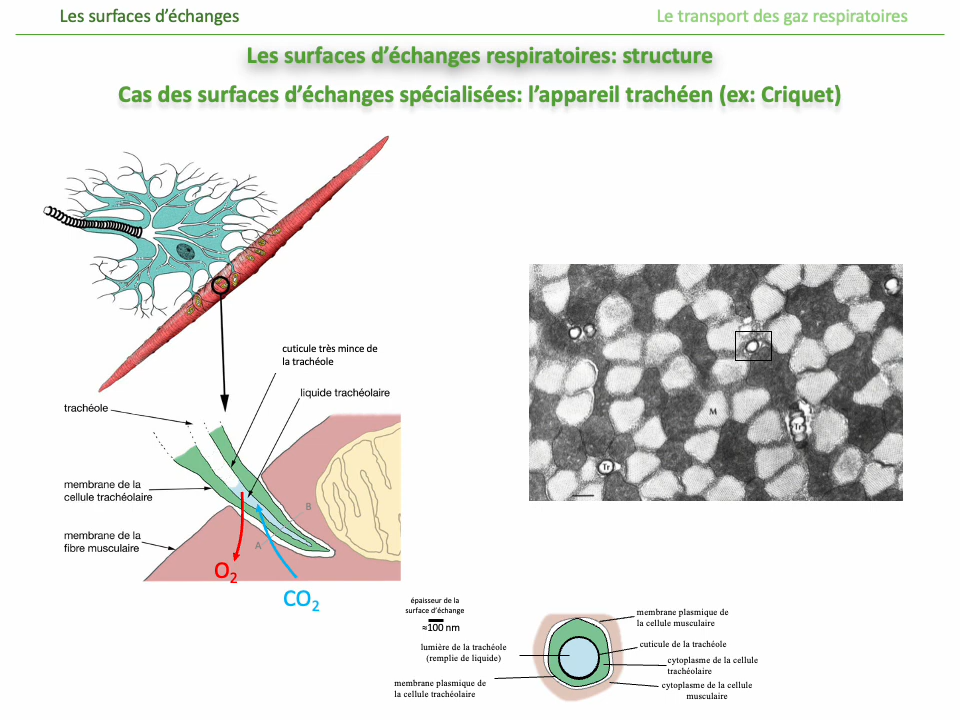 Les surfaces d’échanges
Le transport des gaz respiratoires
Les surfaces d’échanges respiratoires: structure
Cas des surfaces d’échanges spécialisées: l’appareil trachéen (ex: Criquet)
cuticule très mince de
la trachéole
liquide trachéolaire
trachéole
membrane de la
cellule trachéolaire
membrane de la
fibre musculaire
B
A
O2
CO2
M
Tr
Tr
épaisseur de la
surface d’échange
≈100 nm
lumière de la trachéole
(remplie de liquide)
membrane plasmique de
la cellule trachéolaire
membrane plasmique de
la cellule musculaire
cuticule de la trachéole
cytoplasme de la cellule
trachéolaire
cytoplasme de la cellule
musculaire